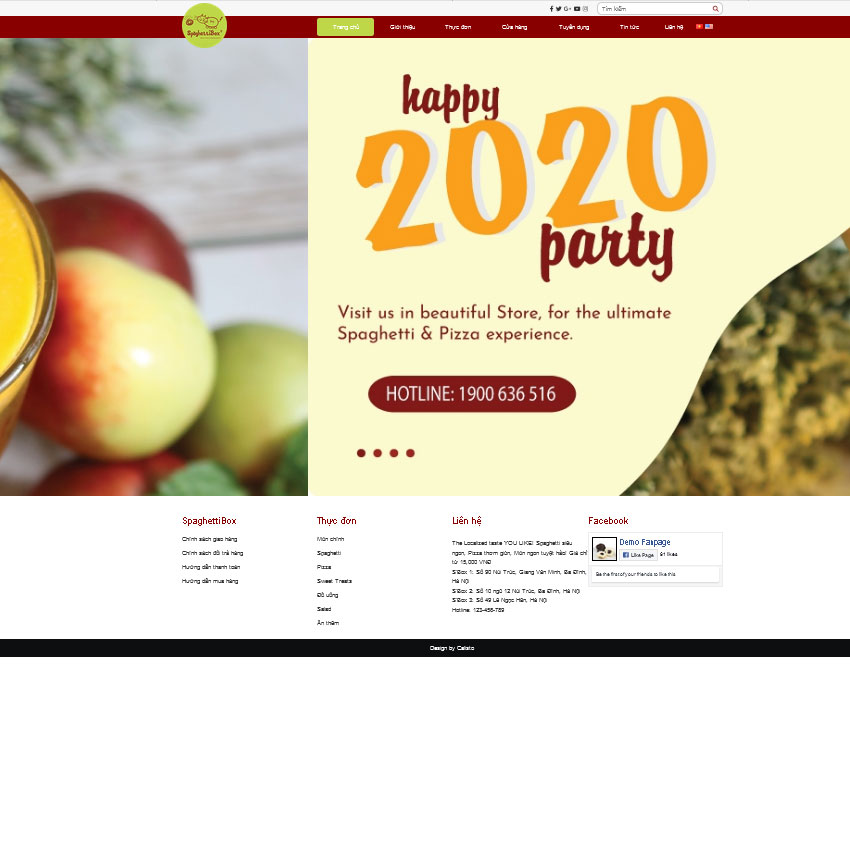 Tìm kiếm
SpaghettiBox
Trang chủ
Giới thiệu
Thực đơn
Cửa hàng
Tuyển dụng
Tin tức
Liên hệ
happy
2020
party
Visit us in beautiful Store, for the ultimate
Spaghetti & Pizza experience.
HOTLINE: 1900 636 516
SpaghettiBox
Chính sách giao hàng
Chính sách đổi trả hàng
Hướng dẫn thanh toán
Hướng dẫn mua hàng
Thực đơn
Món chính
Spaghetti
Pizza
Sweet Treats
Đồ uống
Salad
Ăn thêm
Liên hệ
The Localized taste YOU LIKE! Spaghetti siêu
ngon, Pizza thơm giòn, Món ngon tuyệt hảo! Giá chỉ
từ 15,000 VNĐ
S'Box 1: Số 90 Núi Trúc, Giang Văn Minh, Ba Đình,
Hà Nội
S'Box 2: Số 10 ngõ 12 Núi Trúc, Ba Đình, Hà Nội
S'Box 3: Số 49 Lê Ngọc Hân, Hà Nội
Hotline: 123-456-789
Facebook
Demo Fanpage
Like Page
91 likes
Be the first of your friends to like this
Design by Calisto